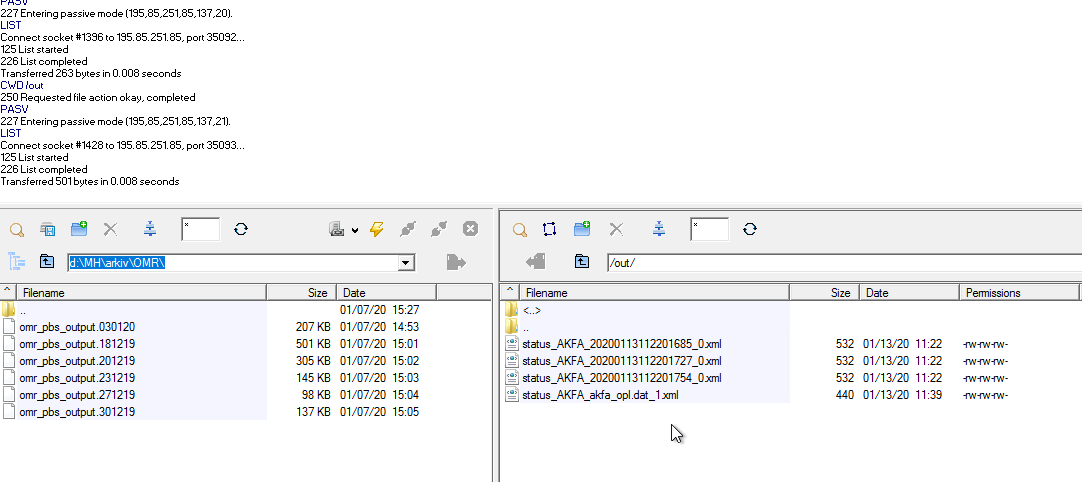 PASV
227 Entering passive mode (195,85,251,85,137,20).
LIST
Connect socket #1396 to 195.85.251.85, port 35092...
125 List started
226 List completed
Transferred 263 bytes in 0.008 seconds
CWD /out
250 Requested file action okay, completed
PASV
227 Entering passive mode (195,85,251,85,137,21).
LIST
Connect socket #1428 to 195.85.251.85, port 35093...
125 List started
226 List completed
Transferred 501 bytes in 0.008 seconds
* *
d:\MH\arkiv\OMR\ /out/
Filename Size Date
.. 01/07/20 15:27
omr_pbs_output.030120 207 KB 01/07/20 14:53
omr_pbs_output.181219 501 KB 01/07/20 15:01
omr_pbs_output.201219 305 KB 01/07/20 15:02
omr_pbs_output.231219 145 KB 01/07/20 15:03
omr_pbs_output.271219 98 KB 01/07/20 15:04
omr_pbs_output.301219 137 KB 01/07/20 15:05
Filename Size Date Permissions
<..>
..
status_AKFA_20200113112201685_0.xml 532 01/13/20 11:22 -rw-rw-rw-
status_AKFA_20200113112201727_0.xml 532 01/13/20 11:22 -rw-rw-rw-
status_AKFA_20200113112201754_0.xml 532 01/13/20 11:22 -rw-rw-rw-
status_AKFA_akfa_opl.dat_1.xml 440 01/13/20 11:39 -rw-rw-rw-